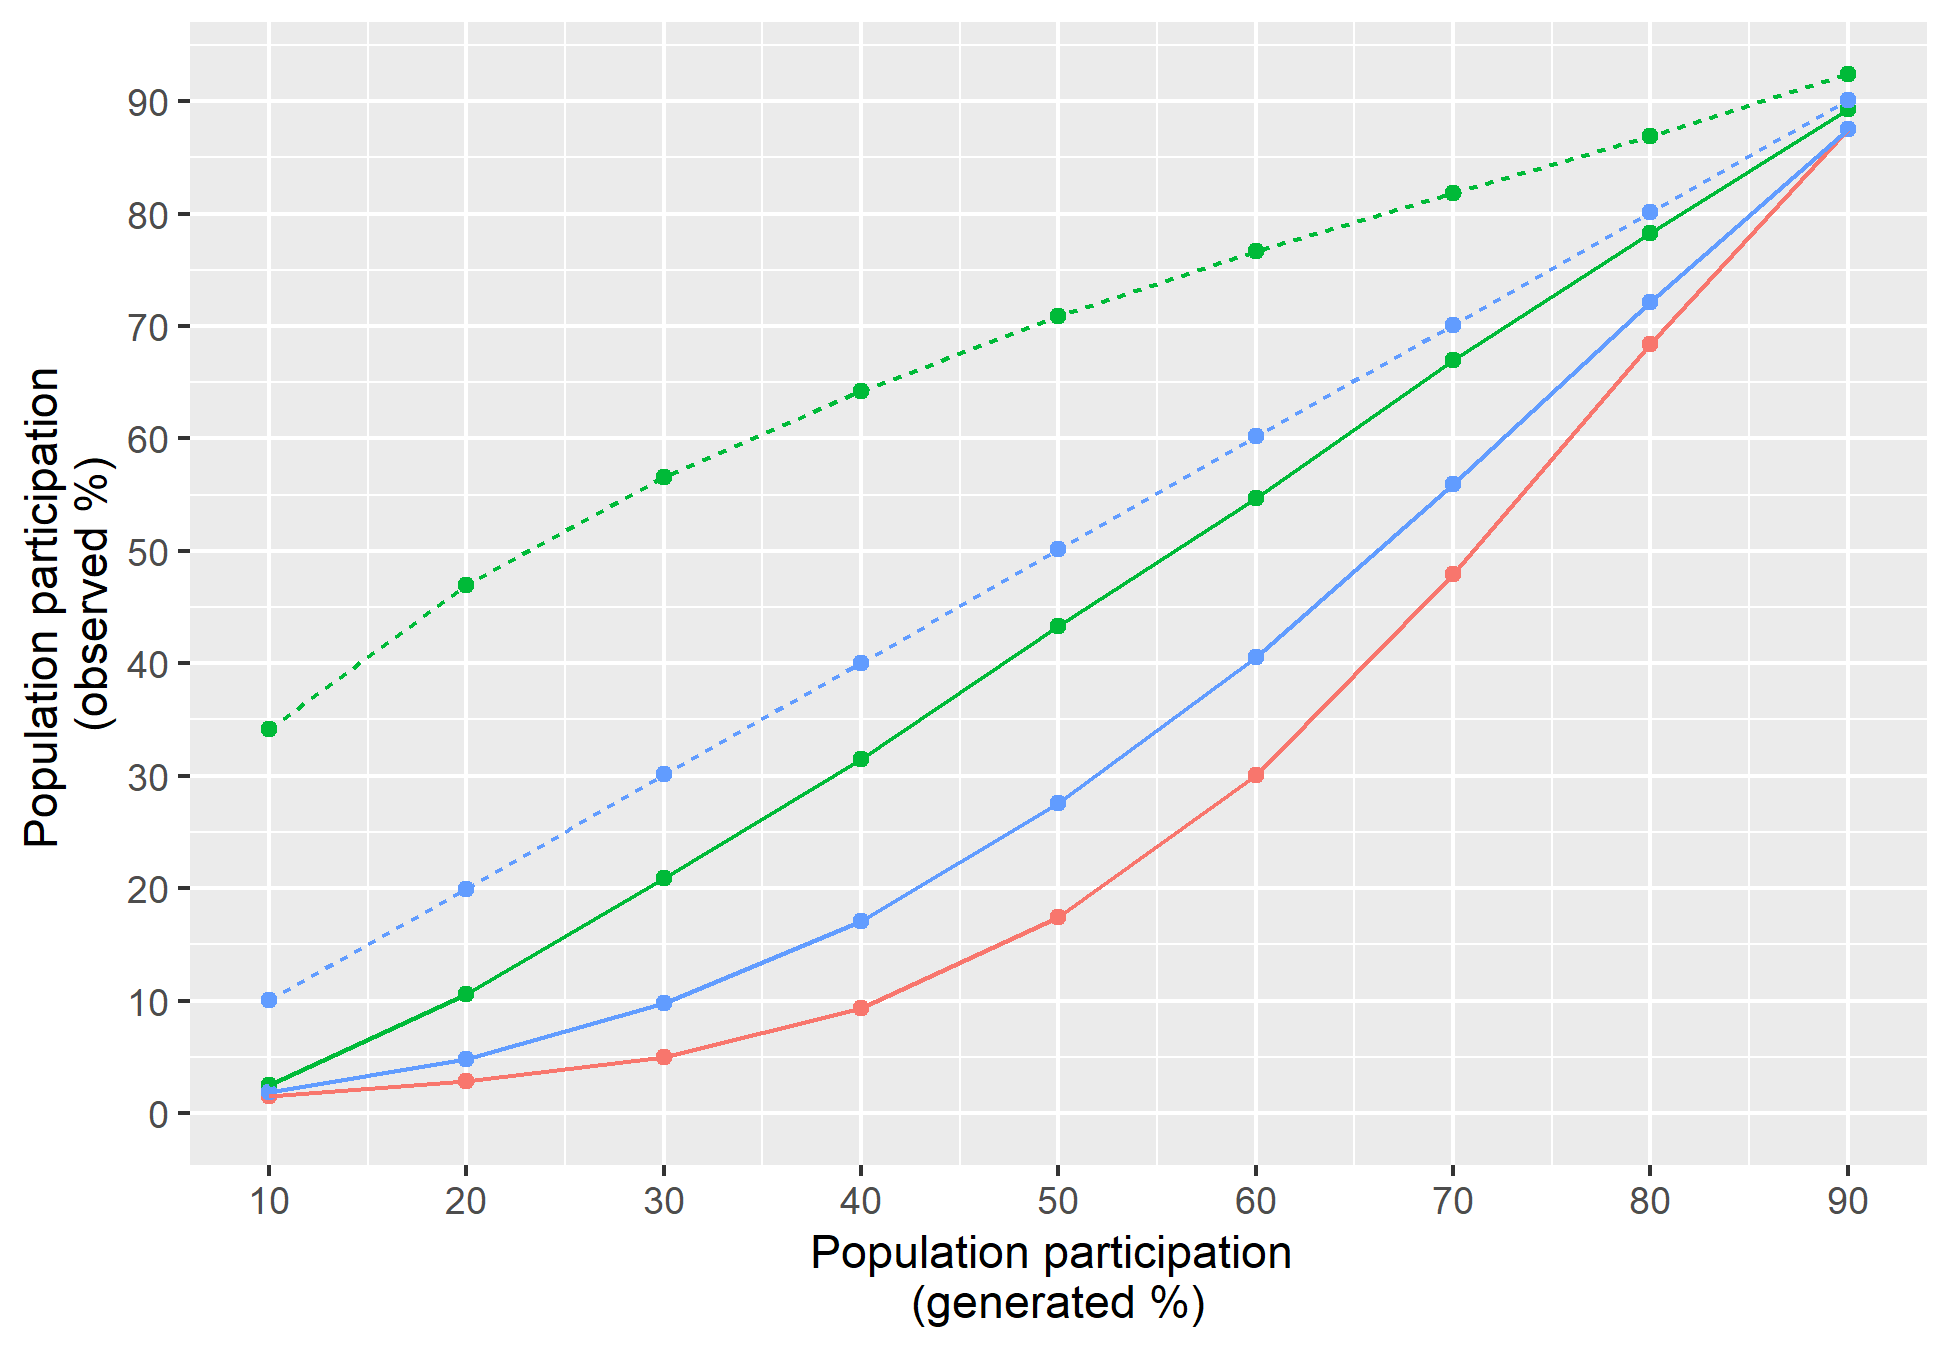 Population participation
(observed %)
90
80
70
60
50
40
30
20
10
0
10 20 30 40 50 60 70 80 90
Population participation
(generated %)